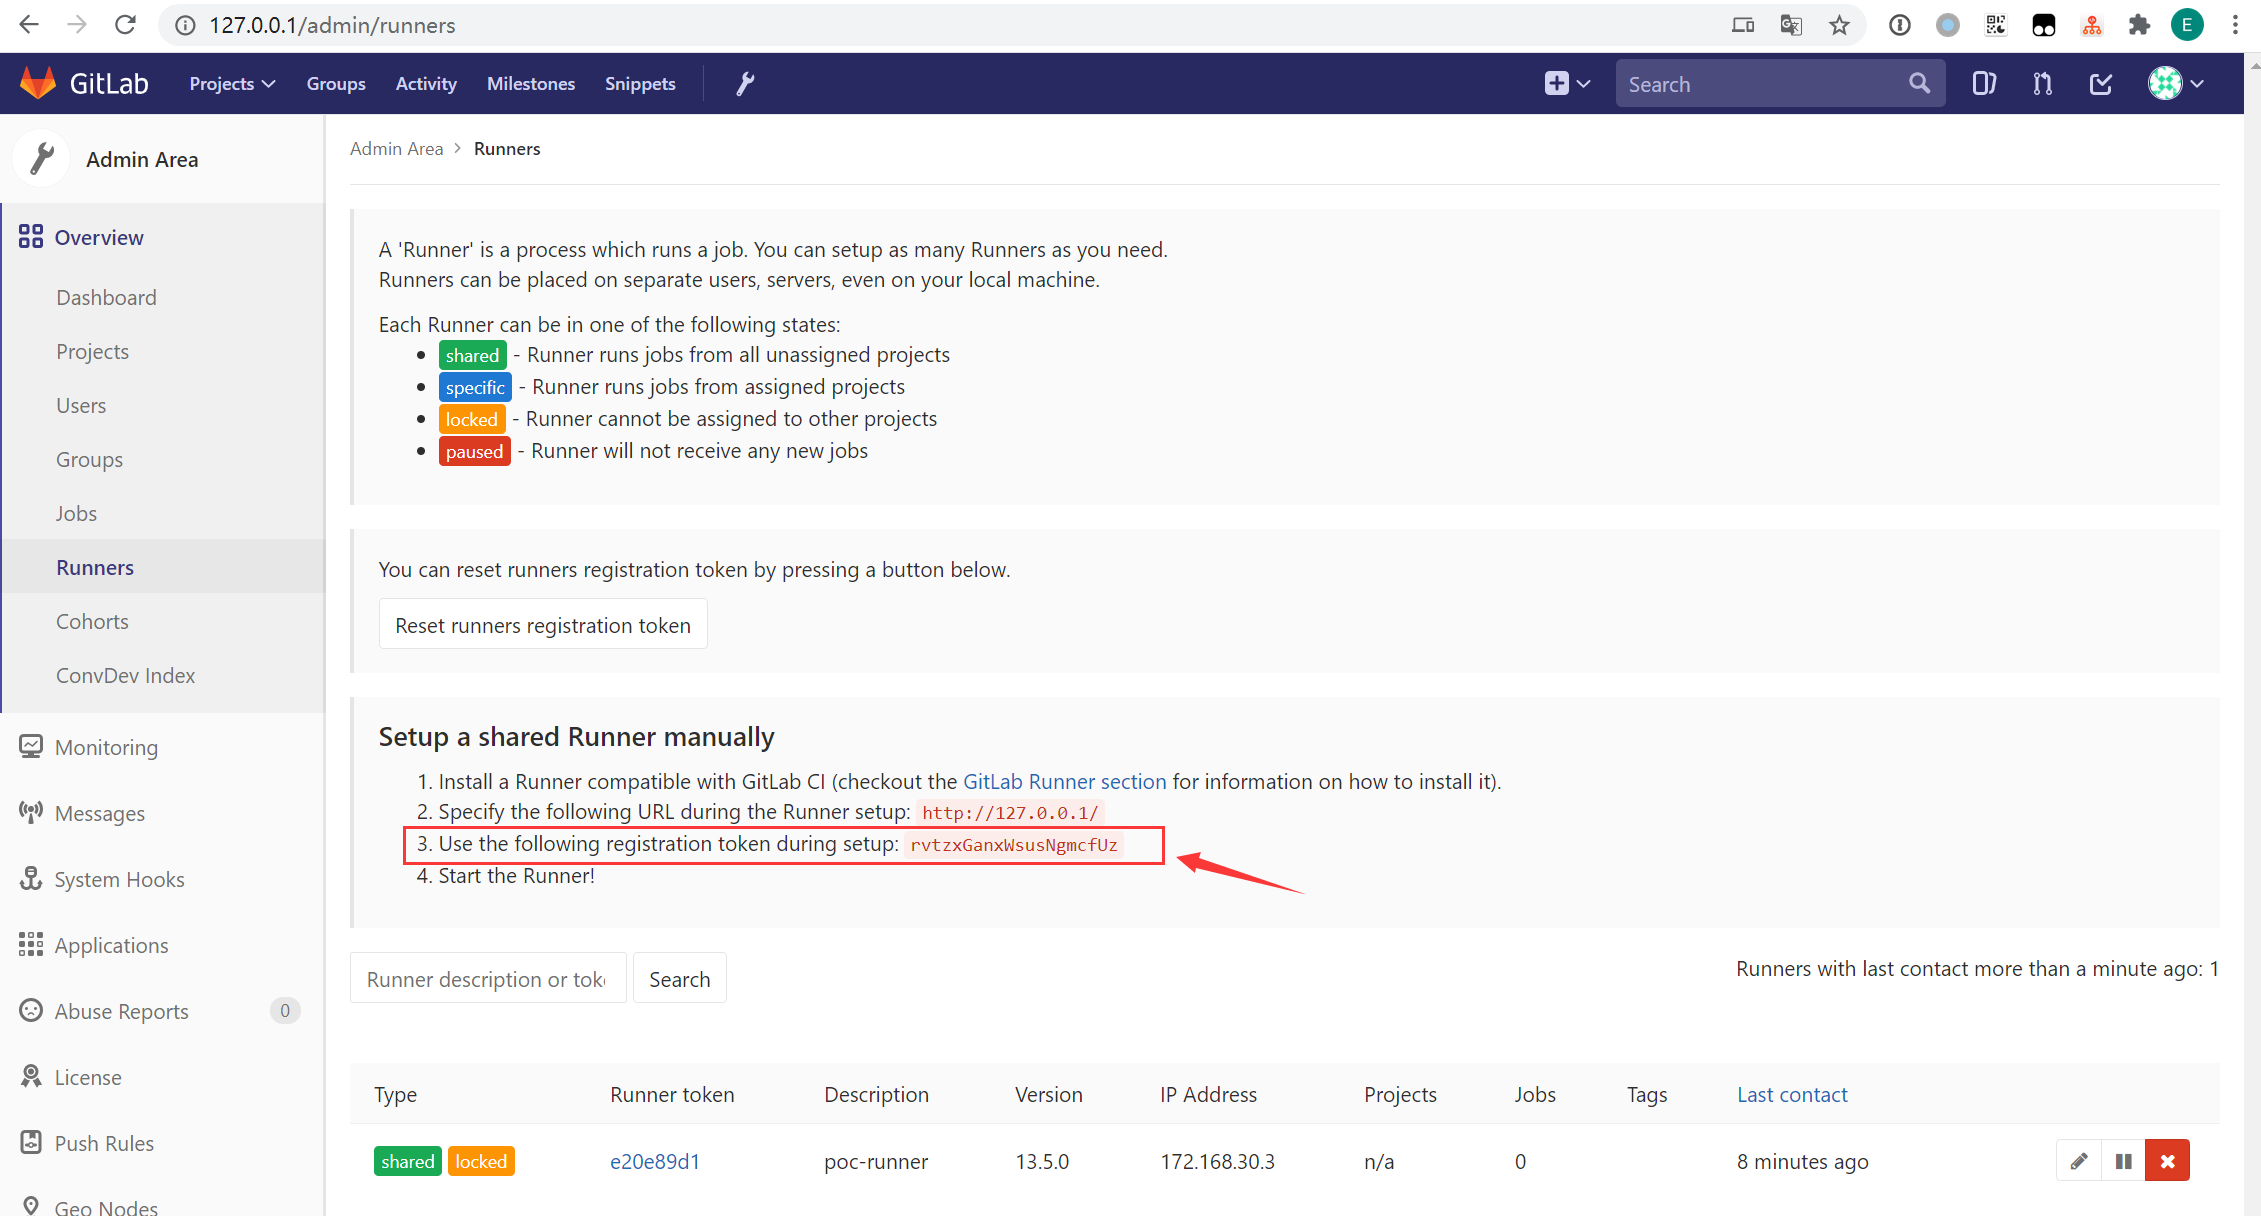 127.0.0.1/admin/runners
E
GitLab Projects Groups Activity Milestones Snippets Search
Admin Area
Overview
Dashboard
Projects
Users
Groups
Jobs
Runners
Cohorts
ConvDev Index
Monitoring
Messages
System Hooks
Applications
Abuse Reports 0
License
Push Rules
Geo Nodes
Admin Area > Runners
A 'Runner' is a process which runs a job. You can setup as many Runners as you need.
Runners can be placed on separate users, servers, even on your local machine.
Each Runner can be in one of the following states:
shared - Runner runs jobs from all unassigned projects
specific - Runner runs jobs from assigned projects
locked - Runner cannot be assigned to other projects
paused - Runner will not receive any new jobs
You can reset runners registration token by pressing a button below.
Reset runners registration token
Setup a shared Runner manually
1. Install a Runner compatible with GitLab CI (checkout the GitLab Runner section for information on how to install it).
2. Specify the following URL during the Runner setup: http://127.0.0.1/
3. Use the following registration token during setup: rvtzxGanxWsusNgmcfUz
4. Start the Runner!
Runner description or tok Search
Runners with last contact more than a minute ago: 1
Type Runner token Description Version IP Address Projects Jobs Tags Last contact
shared locked e20e89d1 poc-runner 13.5.0 172.168.30.3 n/a 0 8 minutes ago